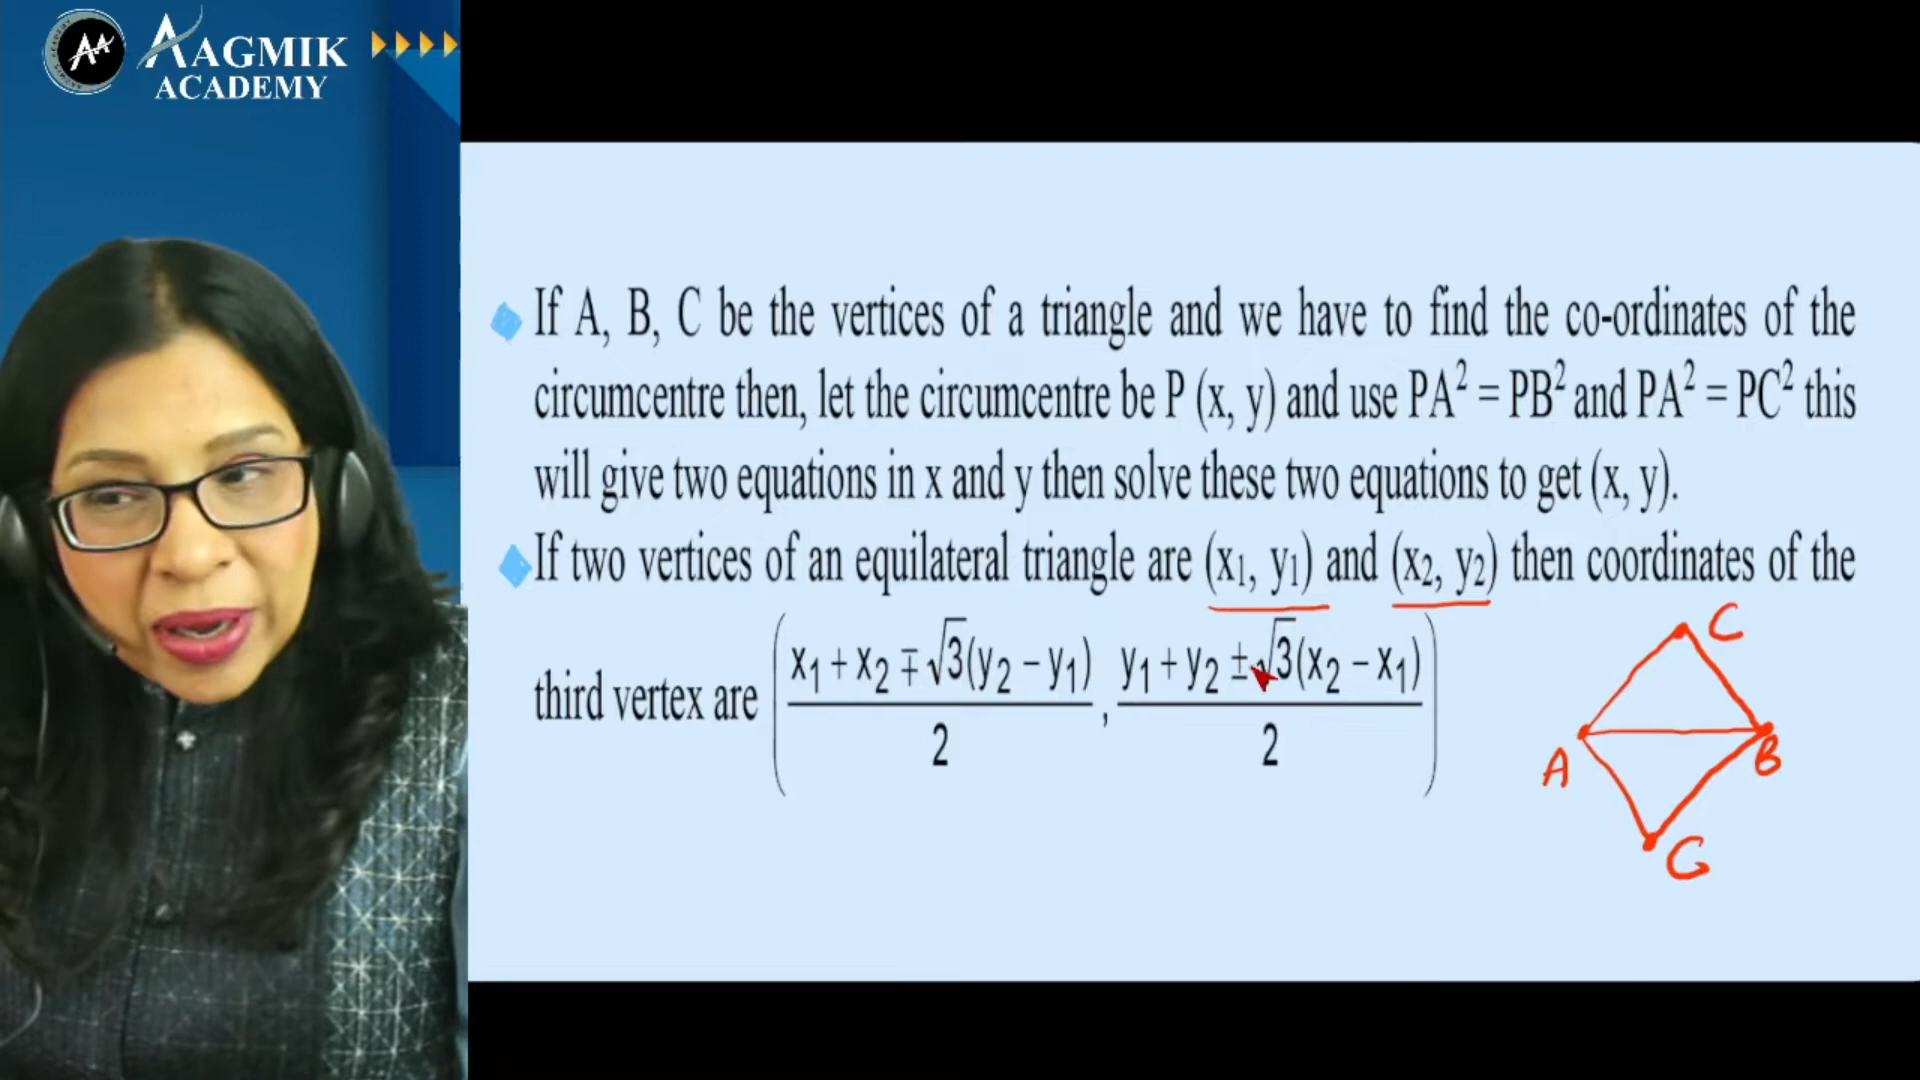 AAGMIK
ACADEMY
If A, B, C be the vertices of a triangle and we have to find the co-ordinates of the
circumcentre then, let the circumcentre be P (x, y) and use PA² = PB² and PA² = PC² this
will give two equations in x and y then solve these two equations to get (x, y).
If two vertices of an equilateral triangle are (x₁, y₁) and (x₂, y₂) then coordinates of the
third vertex are ( (x₁ + x₂ ∓ √3(y₂ − y₁))/2 , (y₁ + y₂ ± √3(x₂ − x₁))/2 )
C
A
B